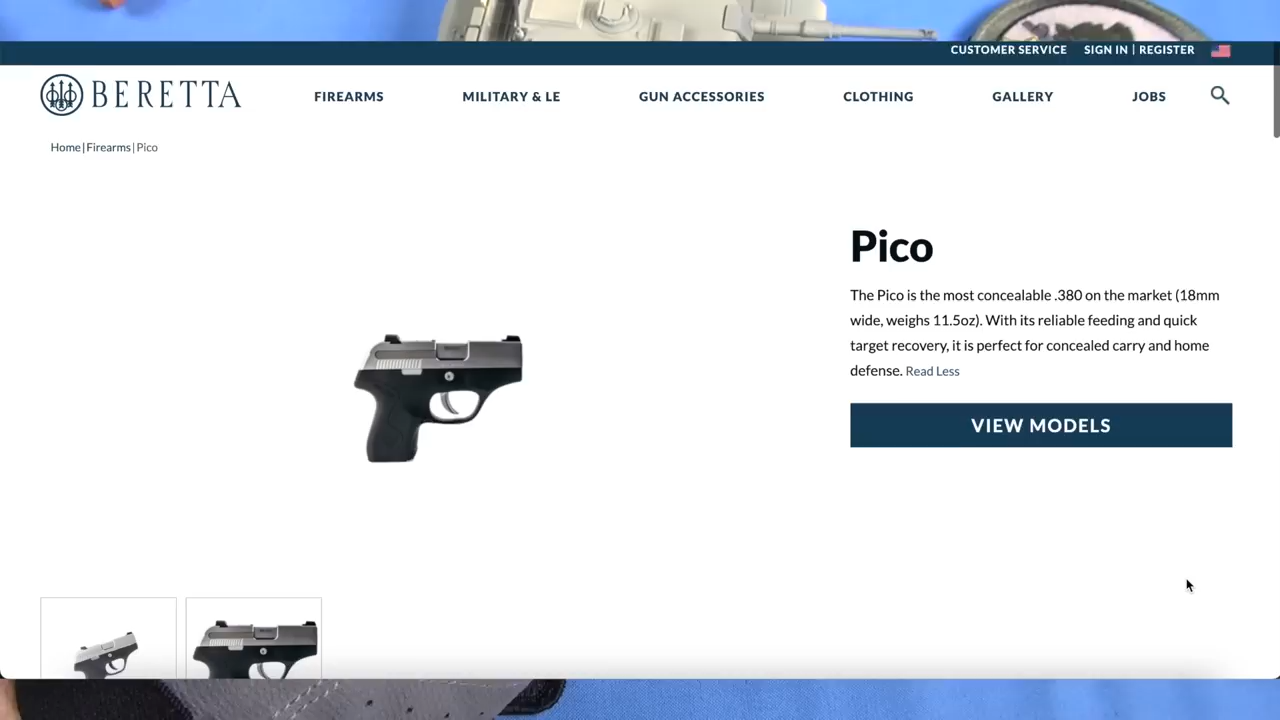 CUSTOMER SERVICE SIGN IN | REGISTER
BERETTA
FIREARMS MILITARY & LE GUN ACCESSORIES CLOTHING GALLERY JOBS
Home|Firearms|Pico
Pico
The Pico is the most concealable .380 on the market (18mm
wide, weighs 11.5oz). With its reliable feeding and quick
target recovery, it is perfect for concealed carry and home
defense. Read Less
VIEW MODELS